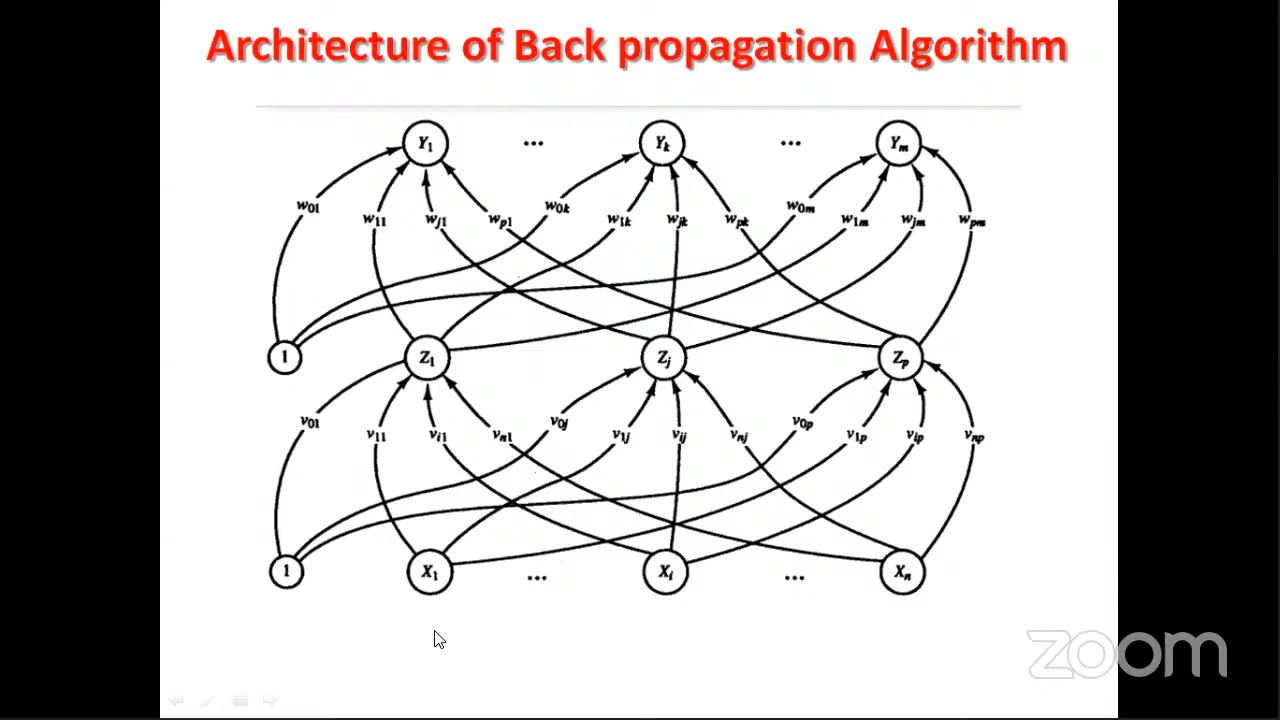 Architecture of Back propagation Algorithm
Y1 ... Yk ... Ym
w01 w11 wj1 wp1 w0k w1k wjk wpk w0m w1m wjm wpm
1 Z1 Zj Zp
v01 v11 vi1 vn1 v0j v1j vij vnj v0p v1p vip vnp
1 X1 ... Xi ... Xn
zoom